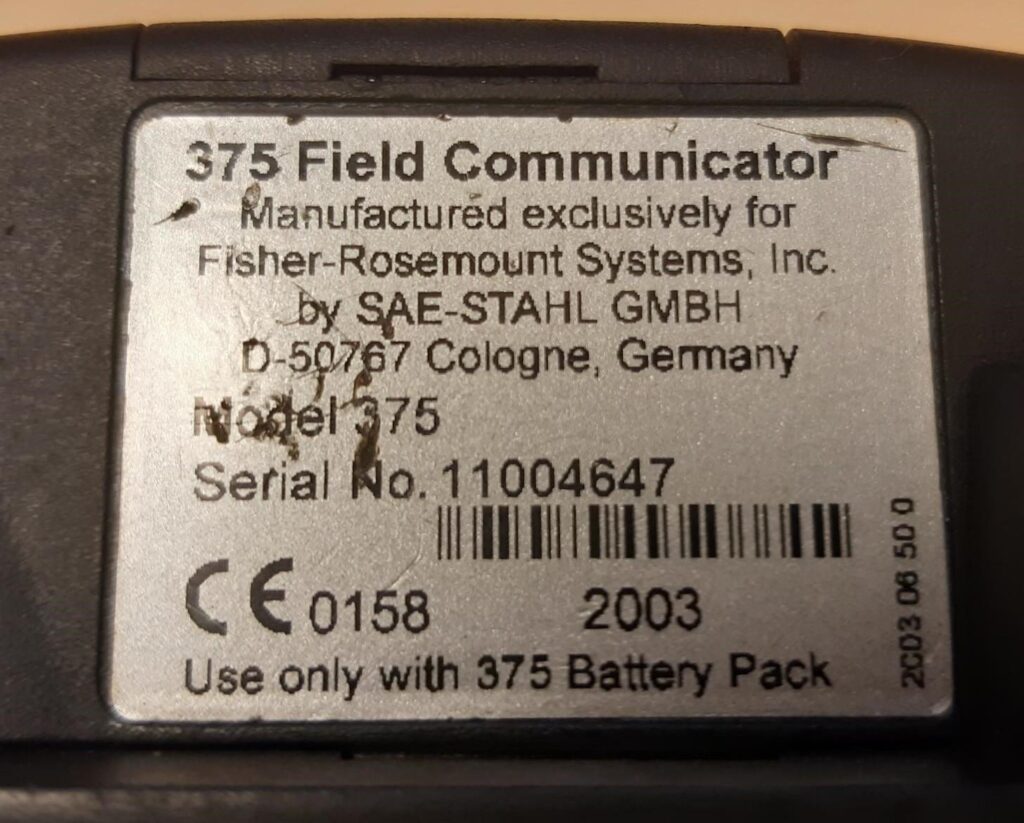 375 Field Communicator
Manufactured exclusively for
Fisher-Rosemount Systems, Inc.
by SAE-STAHL GMBH
D-50767 Cologne, Germany
Model 375
Serial No. 11004647
CE 0158 2003
Use only with 375 Battery Pack
2C03 06 50 0